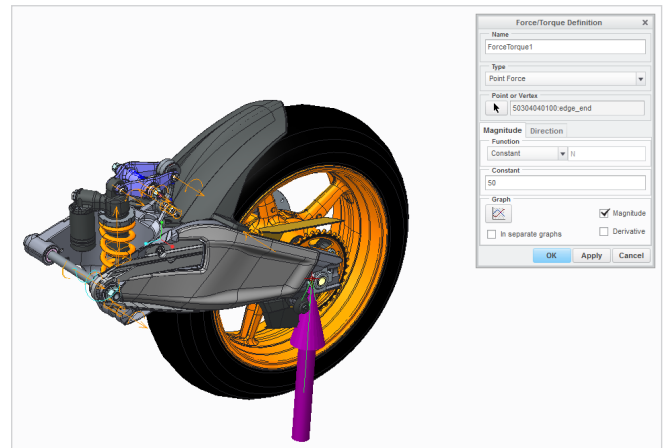 Force/Torque Definition
Name
ForceTorque1
Type
Point Force
Point or Vertex
50304040100:edge_end
Magnitude Direction
Function
Constant N
Constant
50
Graph
Magnitude
In separate graphs Derivative
OK Apply Cancel